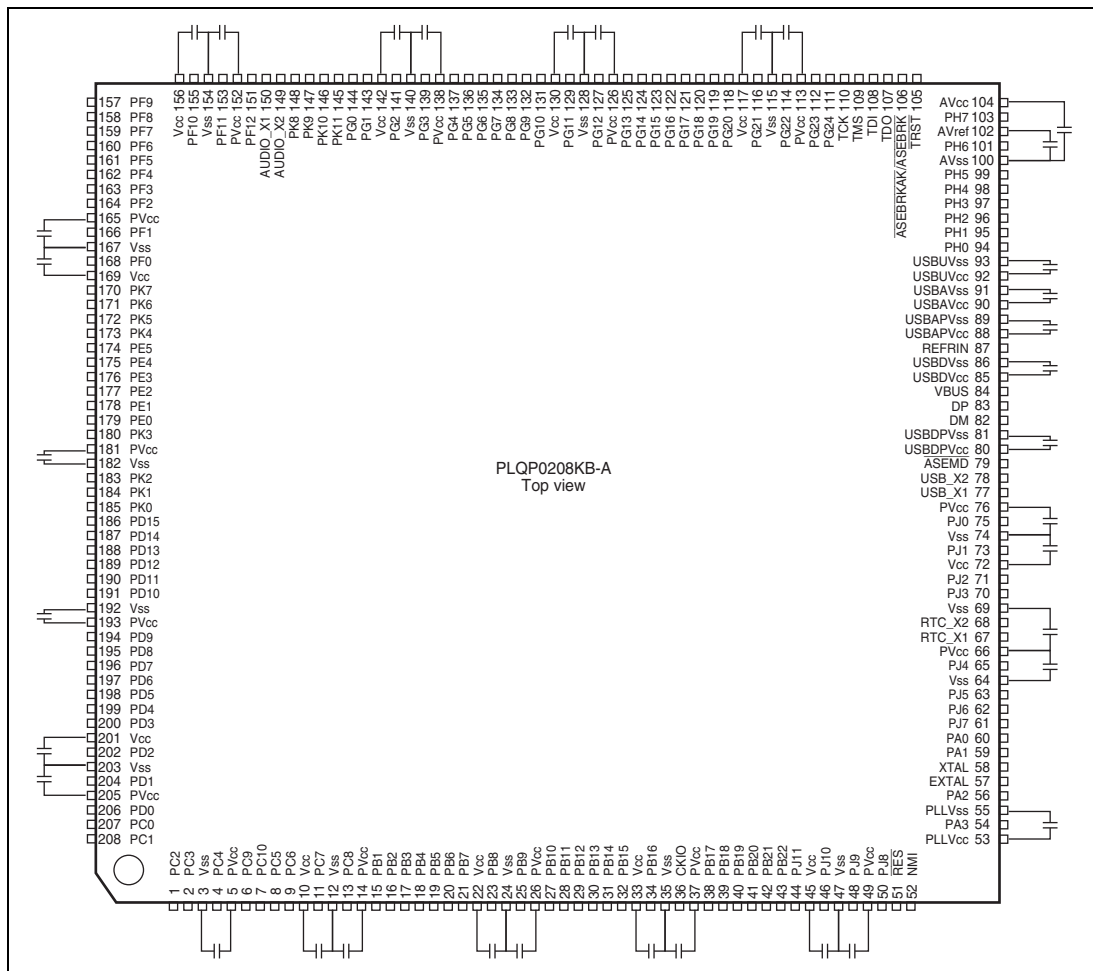 Vcc 156
PF10 155
Vss 154
PF11 153
PVcc 152
PF12 151
AUDIO_X1 150
AUDIO_X2 149
PK8 148
PK9 147
PK10 146
PK11 145
PG0 144
PG1 143
Vcc 142
PG2 141
Vss 140
PG3 139
PVcc 138
PG4 137
PG5 136
PG6 135
PG7 134
PG8 133
PG9 132
PG10 131
Vcc 130
PG11 129
Vss 128
PG12 127
PVcc 126
PG13 125
PG14 124
PG15 123
PG16 122
PG17 121
PG18 120
PG19 119
PG20 118
Vcc 117
PG21 116
Vss 115
PG22 114
PVcc 113
PG23 112
PG24 111
TCK 110
TMS 109
TDI 108
TDO 107
ASEBRKAK/ASEBRK 106
TRST 105
157 PF9
158 PF8
159 PF7
160 PF6
161 PF5
162 PF4
163 PF3
164 PF2
165 PVcc
166 PF1
167 Vss
168 PF0
169 Vcc
170 PK7
171 PK6
172 PK5
173 PK4
174 PE5
175 PE4
176 PE3
177 PE2
178 PE1
179 PE0
180 PK3
181 PVcc
182 Vss
183 PK2
184 PK1
185 PK0
186 PD15
187 PD14
188 PD13
189 PD12
190 PD11
191 PD10
192 Vss
193 PVcc
194 PD9
195 PD8
196 PD7
197 PD6
198 PD5
199 PD4
200 PD3
201 Vcc
202 PD2
203 Vss
204 PD1
205 PVcc
206 PD0
207 PC0
208 PC1
PLQP0208KB-A
Top view
AVcc 104
PH7 103
AVref 102
PH6 101
AVss 100
PH5 99
PH4 98
PH3 97
PH2 96
PH1 95
PH0 94
USBUVss 93
USBUVcc 92
USBAVss 91
USBAVcc 90
USBAPVss 89
USBAPVcc 88
REFRIN 87
USBDVss 86
USBDVcc 85
VBUS 84
DP 83
DM 82
USBDPVss 81
USBDPVcc 80
ASEMD 79
USB_X2 78
USB_X1 77
PVcc 76
PJ0 75
Vss 74
PJ1 73
Vcc 72
PJ2 71
PJ3 70
Vss 69
RTC_X2 68
RTC_X1 67
PVcc 66
PJ4 65
Vss 64
PJ5 63
PJ6 62
PJ7 61
PA0 60
PA1 59
XTAL 58
EXTAL 57
PA2 56
PLLVss 55
PA3 54
PLLVcc 53
1 PC2
2 PC3
3 Vss
4 PC4
5 PVcc
6 PC9
7 PC10
8 PC5
9 PC6
10 Vcc
11 PC7
12 Vss
13 PC8
14 PVcc
15 PB1
16 PB2
17 PB3
18 PB4
19 PB5
20 PB6
21 PB7
22 Vcc
23 PB8
24 Vss
25 PB9
26 PVcc
27 PB10
28 PB11
29 PB12
30 PB13
31 PB14
32 PB15
33 Vcc
34 PB16
35 Vss
36 CKIO
37 PVcc
38 PB17
39 PB18
40 PB19
41 PB20
42 PB21
43 PB22
44 PJ11
45 Vcc
46 PJ10
47 Vss
48 PJ9
49 PVcc
50 PJ8
51 RES
52 NMI